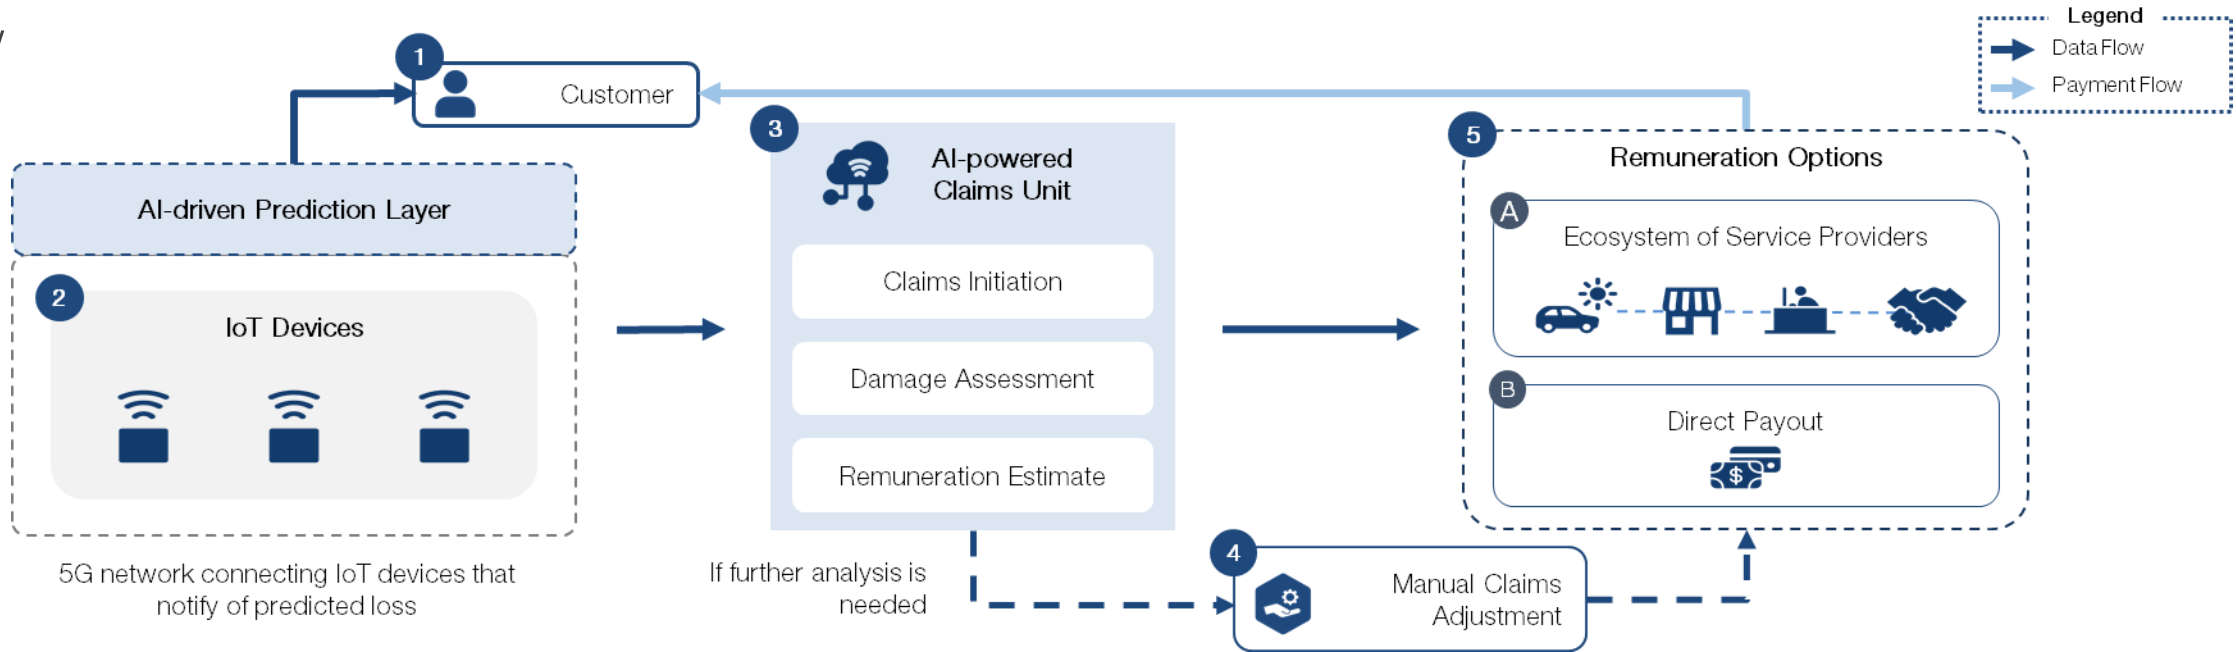 Legend
Data Flow
Payment Flow
1
Customer
AI-driven Prediction Layer
2
IoT Devices
5G network connecting IoT devices that
notify of predicted loss
3
AI-powered
Claims Unit
Claims Initiation
Damage Assessment
Remuneration Estimate
If further analysis is
needed
4
Manual Claims
Adjustment
5
Remuneration Options
A
Ecosystem of Service Providers
B
Direct Payout
$